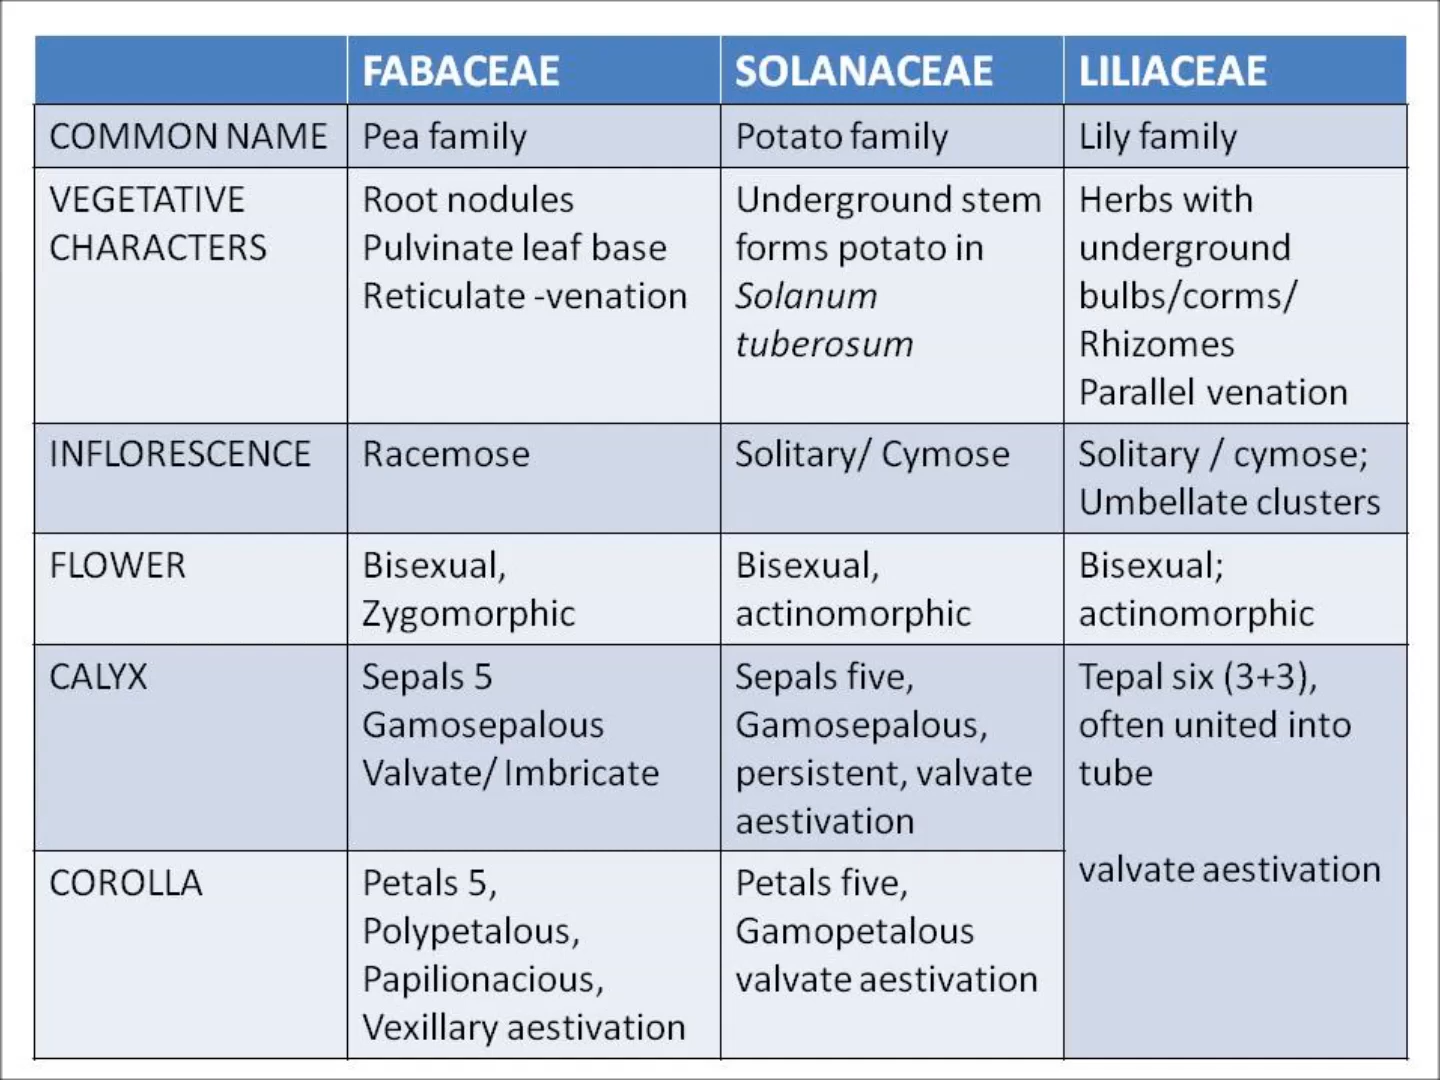 FABACEAE SOLANACEAE LILIACEAE
COMMON NAME Pea family Potato family Lily family
VEGETATIVE CHARACTERS
Root nodules
Pulvinate leaf base
Reticulate -venation
Underground stem
forms potato in
Solanum
tuberosum
Herbs with
underground
bulbs/corms/
Rhizomes
Parallel venation
INFLORESCENCE
Racemose
Solitary/ Cymose
Solitary / cymose;
Umbellate clusters
FLOWER
Bisexual,
Zygomorphic
Bisexual,
actinomorphic
Bisexual;
actinomorphic
CALYX
Sepals 5
Gamosepalous
Valvate/ Imbricate
Sepals five,
Gamosepalous,
persistent, valvate
aestivation
Tepal six (3+3),
often united into
tube
valvate aestivation
COROLLA
Petals 5,
Polypetalous,
Papilionacious,
Vexillary aestivation
Petals five,
Gamopetalous
valvate aestivation